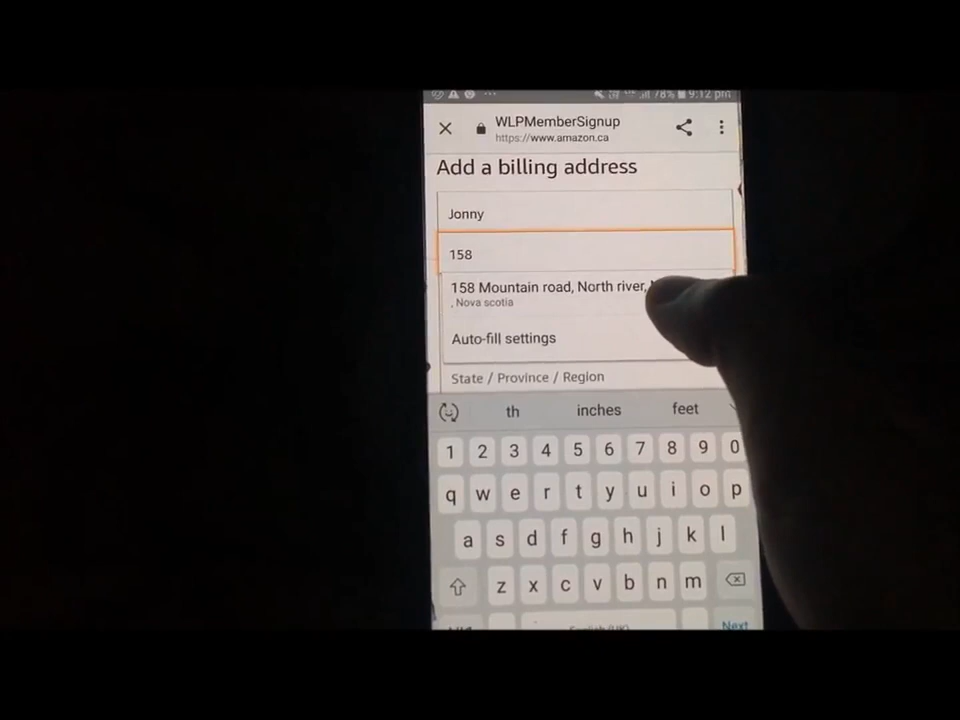 78% 9:12 pm
WLPMemberSignup
https://www.amazon.ca
Add a billing address
Jonny
158
158 Mountain road, North river,
, Nova scotia
Auto-fill settings
State / Province / Region
th inches feet
1 2 3 4 5 6 7 8 9 0
q w e r t y u i o p
a s d f g h j k l
z x c v b n m
English (UK) Next